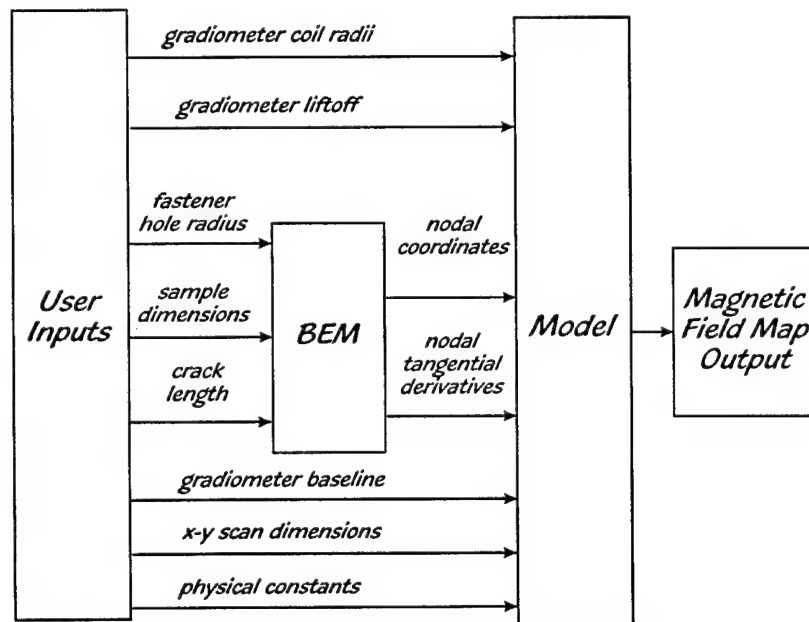 gradiometer coil radii
gradiometer liftoff
fastener
hole radius
sample
dimensions
crack
length
User
Inputs
BEM
nodal
coordinates
nodal
tangential
derivatives
Model
Magnetic
Field Map
Output
gradiometer baseline
x-y scan dimensions
physical constants